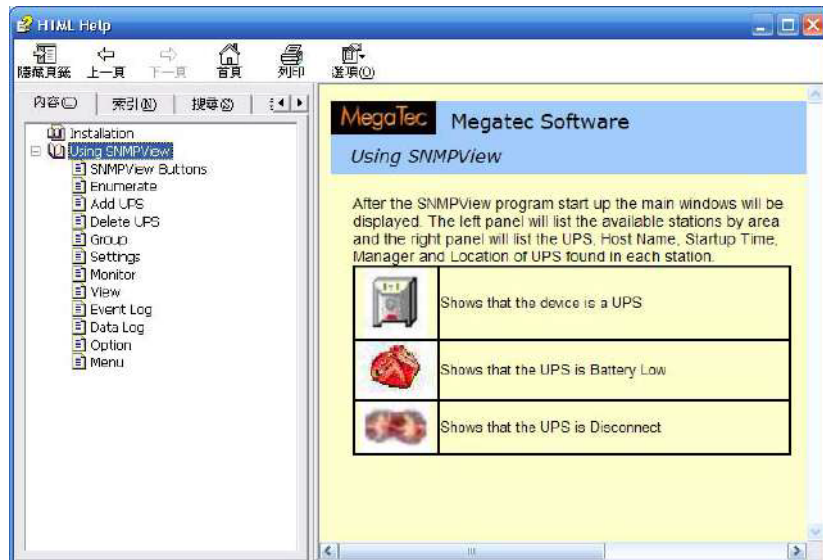 HTML Help
隱藏頁籤 上一頁 下一頁 首頁 列印 選項(O)
內容(C) 索引(N) 搜尋(S)
Installation
Using SNMPView
SNMPView Buttons
Enumerate
Add UPS
Delete UPS
Group
Settings
Monitor
View
Event Log
Data Log
Option
Menu
MegaTec Megatec Software
Using SNMPView
After the SNMPView program start up the main windows will be
displayed. The left panel will list the available stations by area
and the right panel will list the UPS, Host Name, Startup Time,
Manager and Location of UPS found in each station.
Shows that the device is a UPS
Shows that the UPS is Battery Low
Shows that the UPS is Disconnect